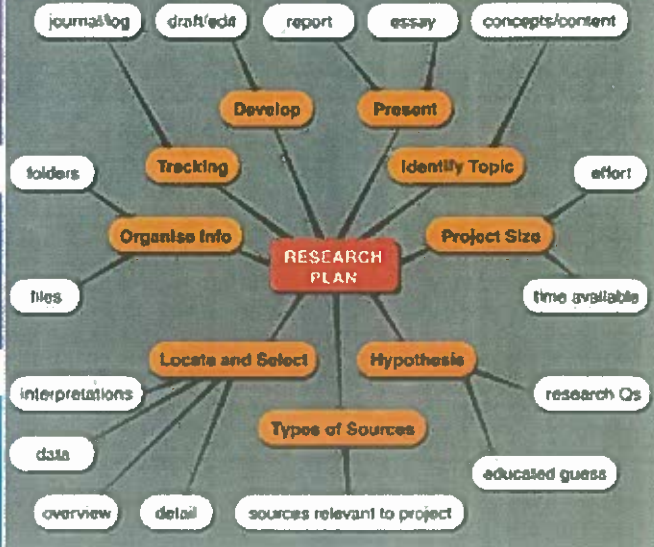 journal/log
draft/edit
report
essay
concepts/content
Develop
Present
Tracking
Identify Topic
folders
effort
Organise Info
Project Size
RESEARCH
PLAN
files
time available
Locate and Select
Hypothesis
interpretations
research Qs
Types of Sources
data
educated guess
overview
detail
sources relevant to project